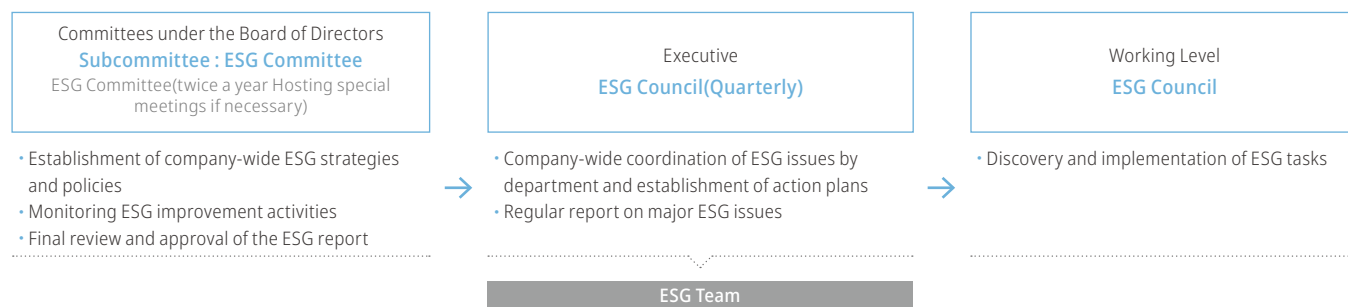 Committees under the Board of Directors
Subcommittee : ESG Committee
ESG Committee(twice a year Hosting special
meetings if necessary)
• Establishment of company-wide ESG strategies
and policies
• Monitoring ESG improvement activities
• Final review and approval of the ESG report
Executive
ESG Council(Quarterly)
• Company-wide coordination of ESG issues by
department and establishment of action plans
• Regular report on major ESG issues
ESG Team
Working Level
ESG Council
• Discovery and implementation of ESG tasks